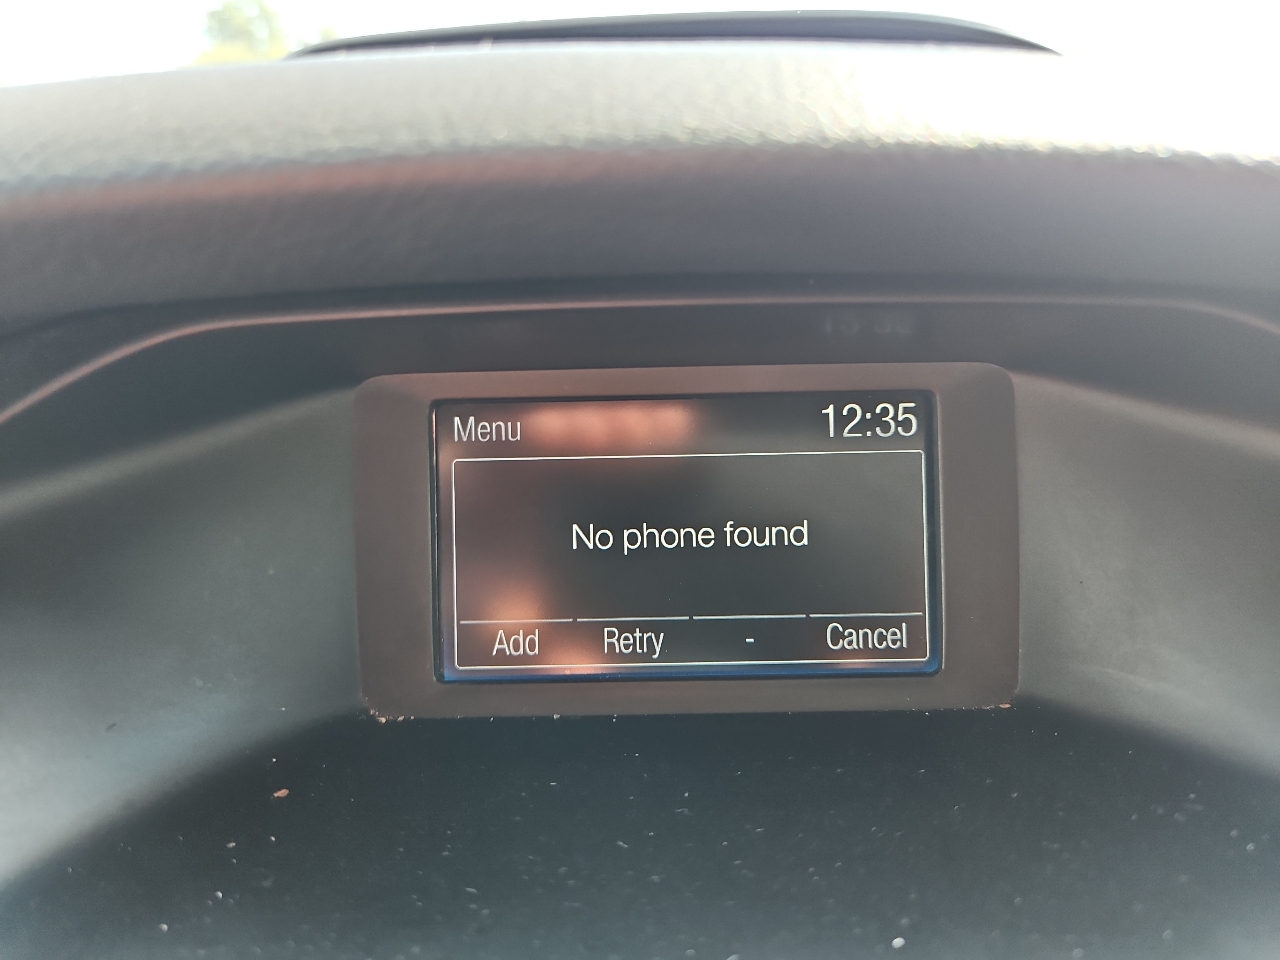 Menu 12:35
No phone found
Add Retry - Cancel